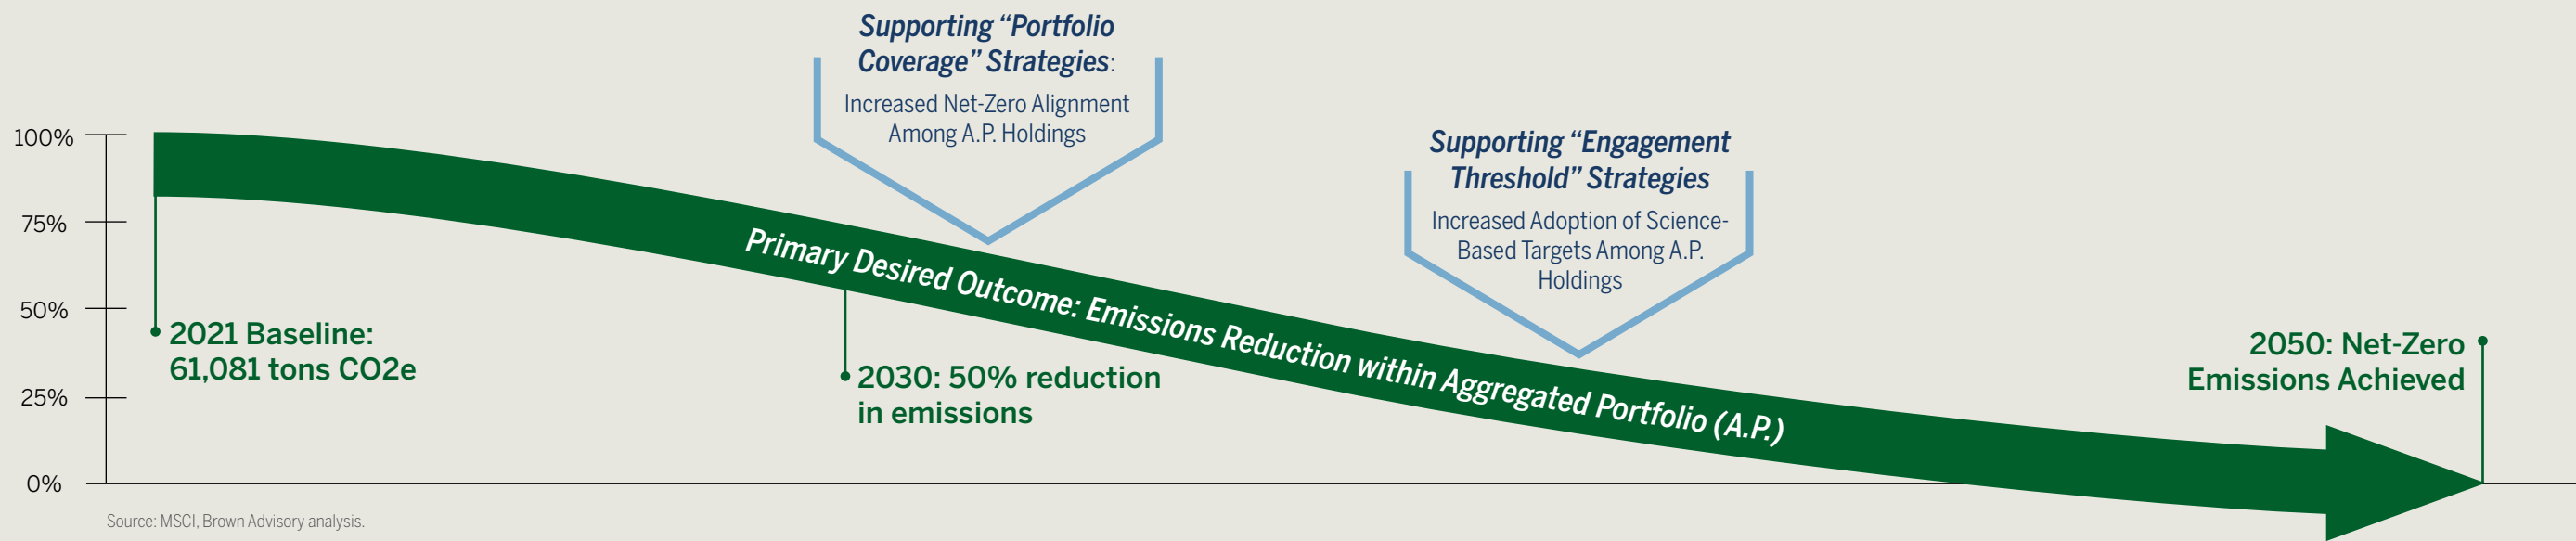 Supporting “Portfolio
Coverage” Strategies:
Increased Net-Zero Alignment
Among A.P. Holdings
Supporting “Engagement
Threshold” Strategies
Increased Adoption of Science-
Based Targets Among A.P.
Holdings
100%
75%
50%
25%
0%
Primary Desired Outcome: Emissions Reduction within Aggregated Portfolio (A.P.)
2021 Baseline:
61,081 tons CO2e
2030: 50% reduction
in emissions
2050: Net-Zero
Emissions Achieved
Source: MSCI, Brown Advisory analysis.